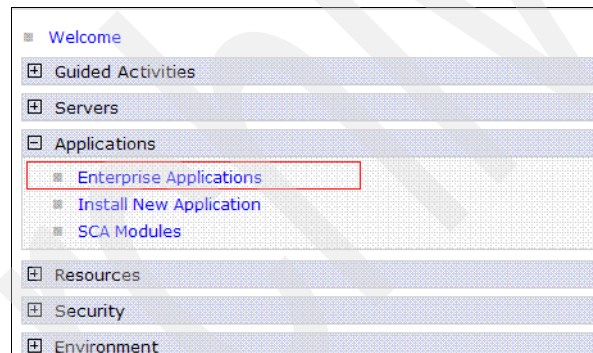 Welcome
Guided Activities
Servers
Applications
Enterprise Applications
Install New Application
SCA Modules
Resources
Security
Environment